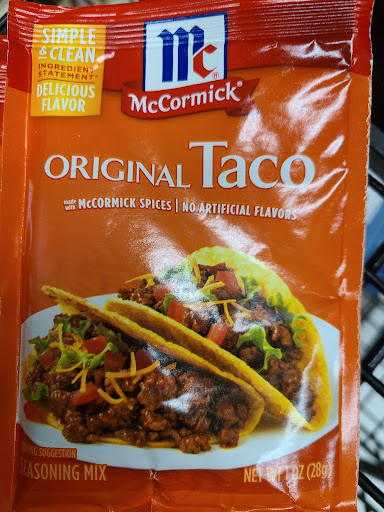 SIMPLE
& CLEAN
INGREDIENT
STATEMENT*
DELICIOUS
FLAVOR
Mc
®
McCormick®
ORIGINAL Taco
made with McCORMICK SPICES | NO ARTIFICIAL FLAVORS
SUGGESTION
SEASONING MIX
NET WT 1 OZ (28g)